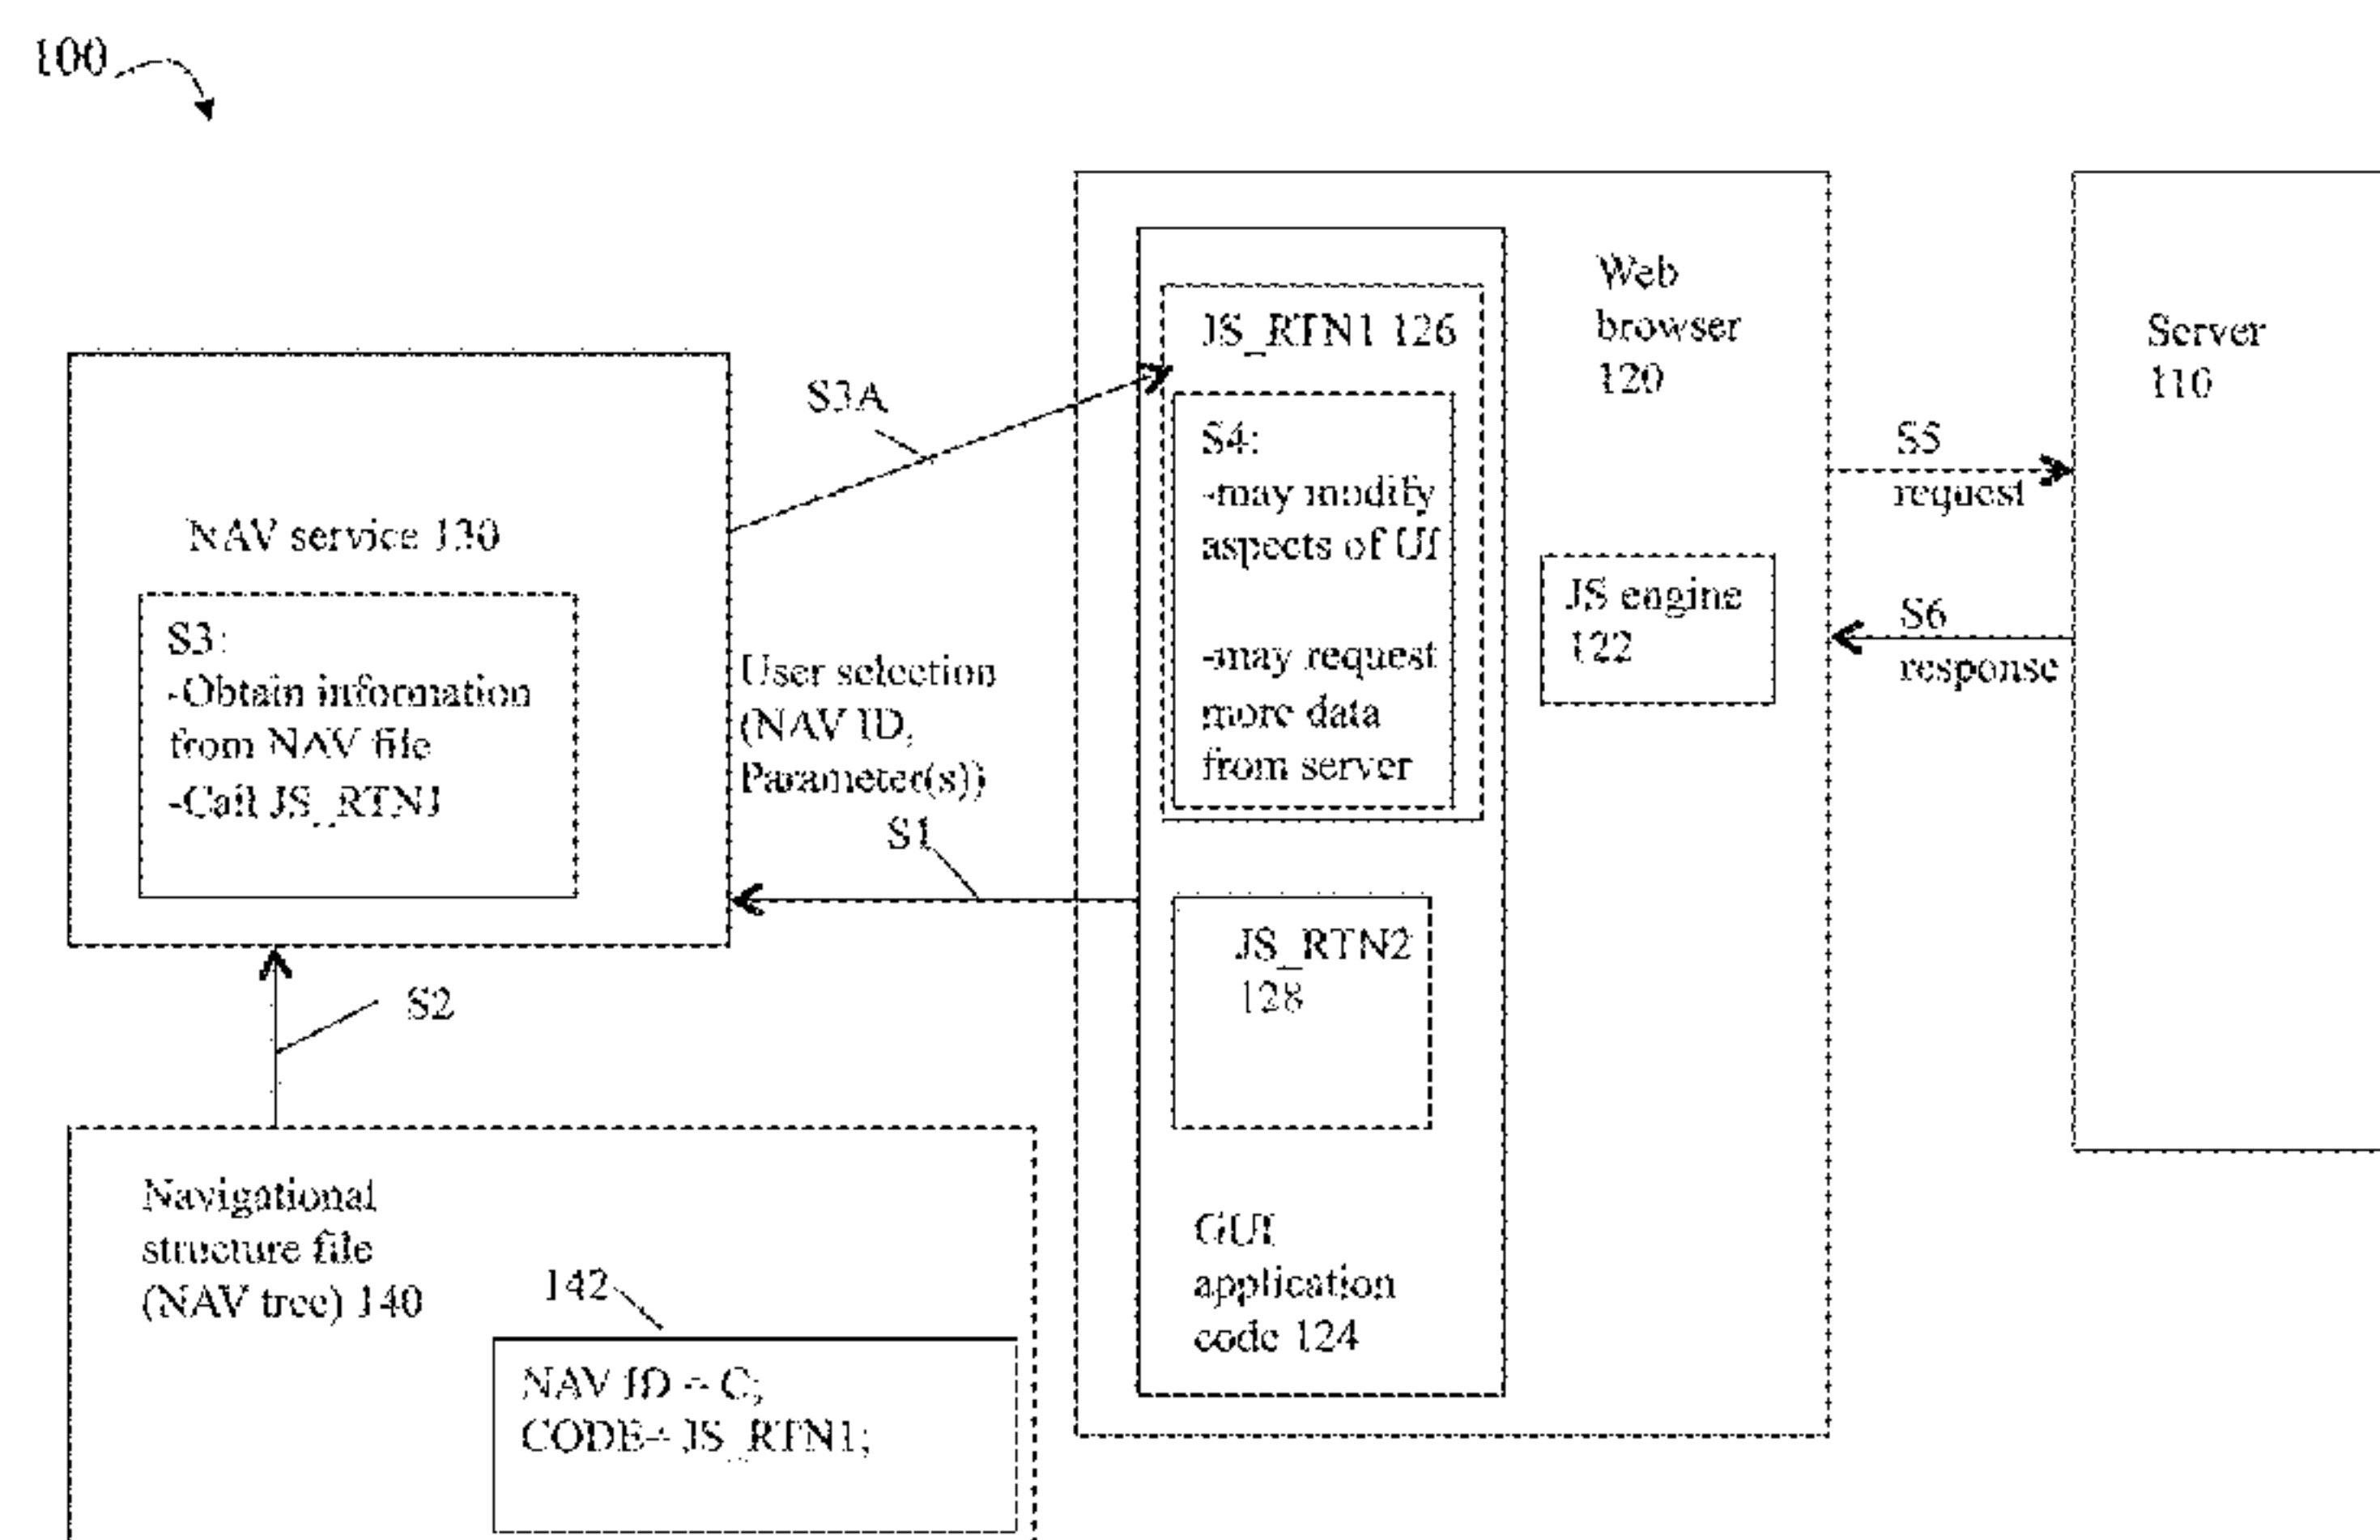 100
Web
browser
120
Server
110
JS_RTN1 126
S3A
S4:
-may modify
aspects of UI
-may request
more data
from server
S5
request
JS engine
122
S6
response
NAV service 130
S3:
-Obtain information
from NAV file
-Call JS_RTN1
User selection
(NAV ID,
Parameter(s))
S1
JS_RTN2
128
S2
Navigational
structure file
(NAV tree) 140
GUI
application
code 124
142
NAV ID = C,
CODE= JS_RTN1;